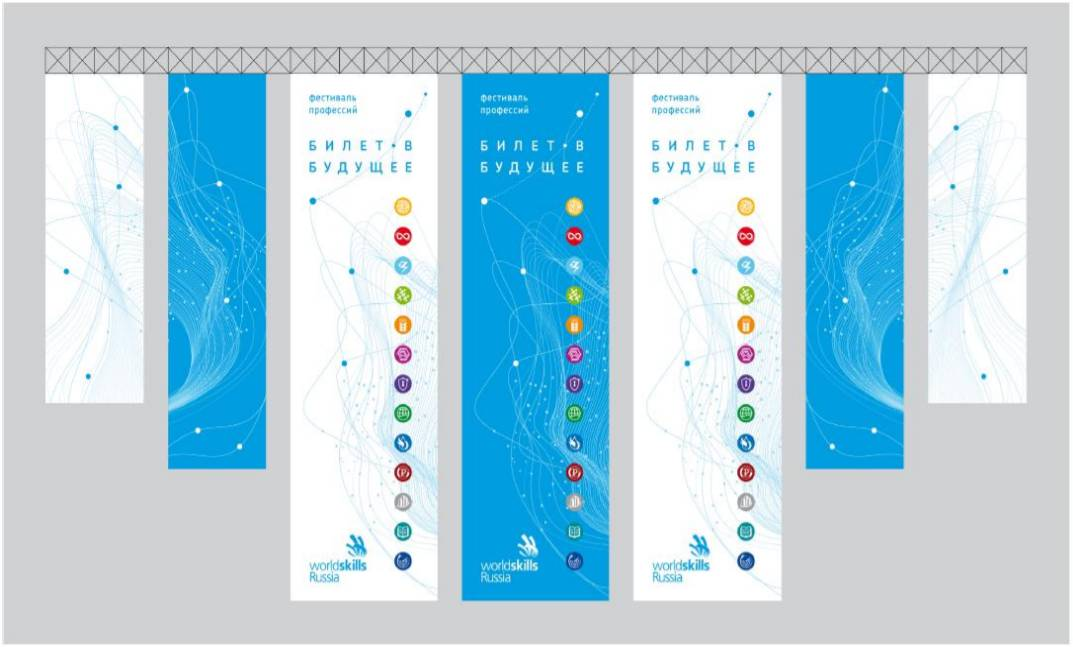 фестиваль
профессий
БИЛЕТ В
БУДУЩЕЕ
worldskills
Russia
фестиваль
профессий
БИЛЕТ В
БУДУЩЕЕ
worldskills
Russia
фестиваль
профессий
БИЛЕТ В
БУДУЩЕЕ
worldskills
Russia